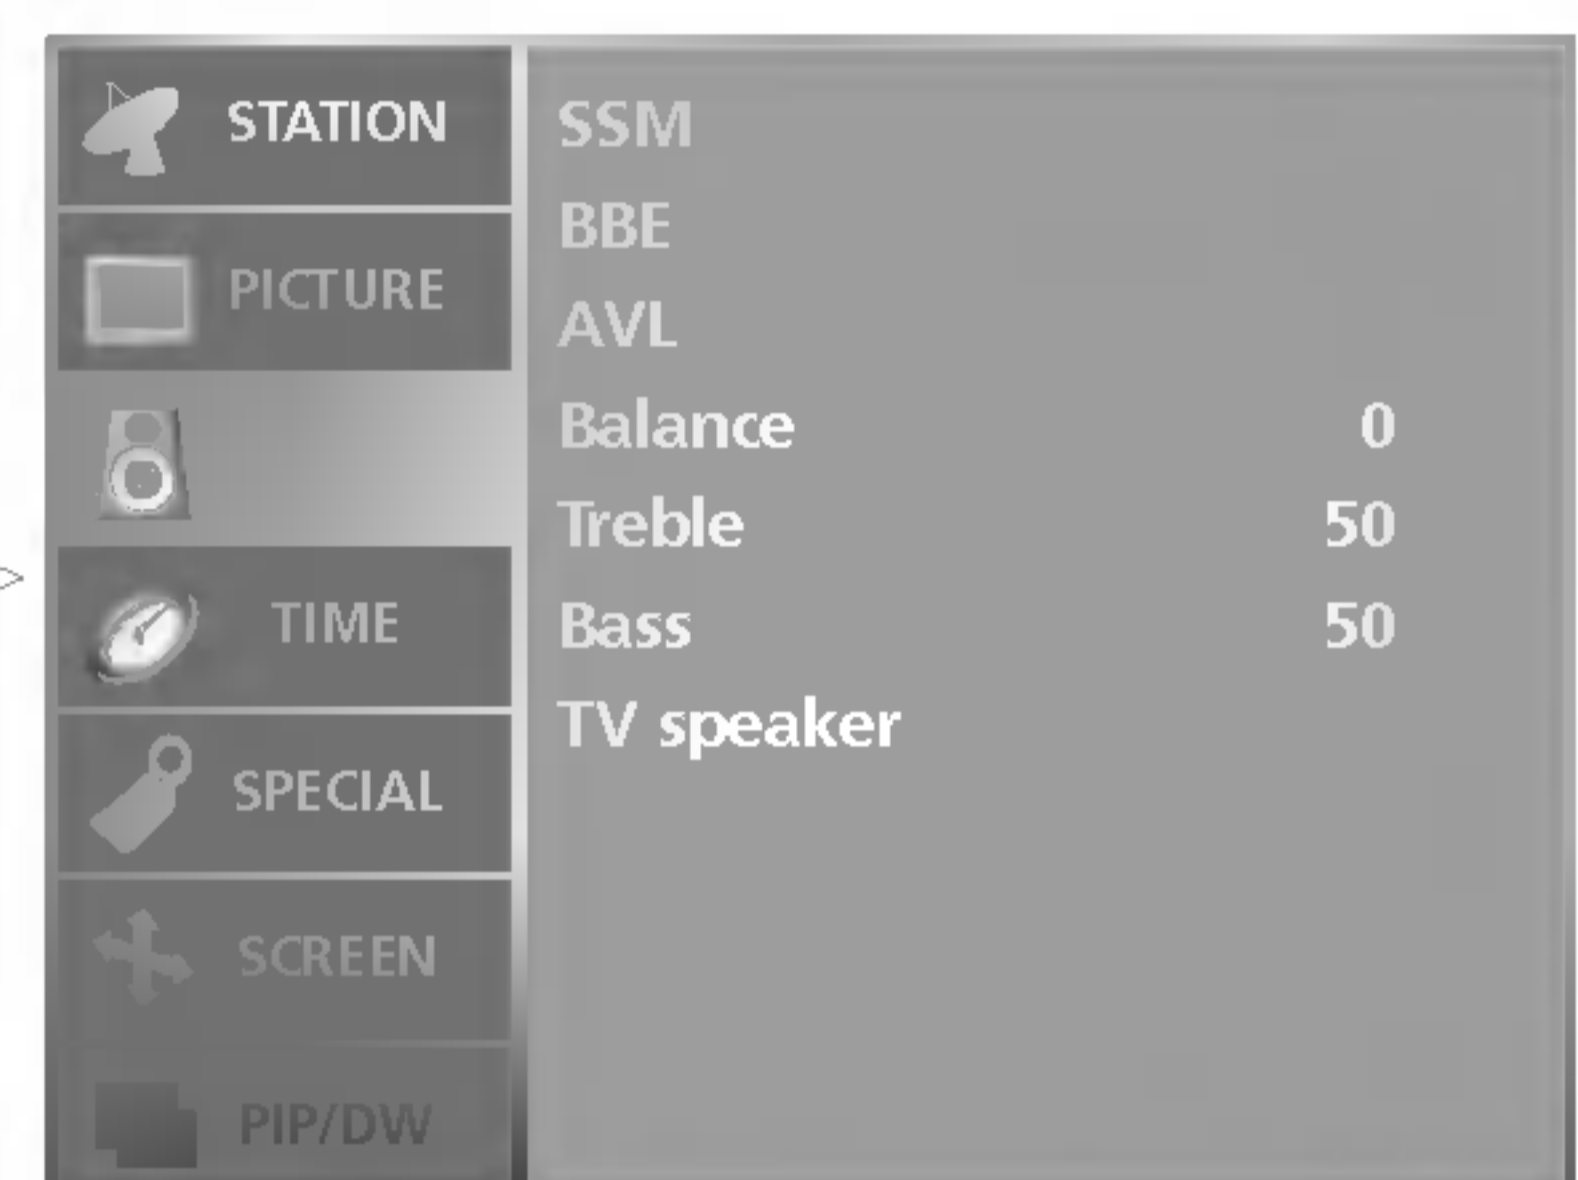 STATION
PICTURE
TIME
SPECIAL
SCREEN
PIP/DW
SSM
BBE
AVL
Balance 0
Treble 50
Bass 50
TV speaker